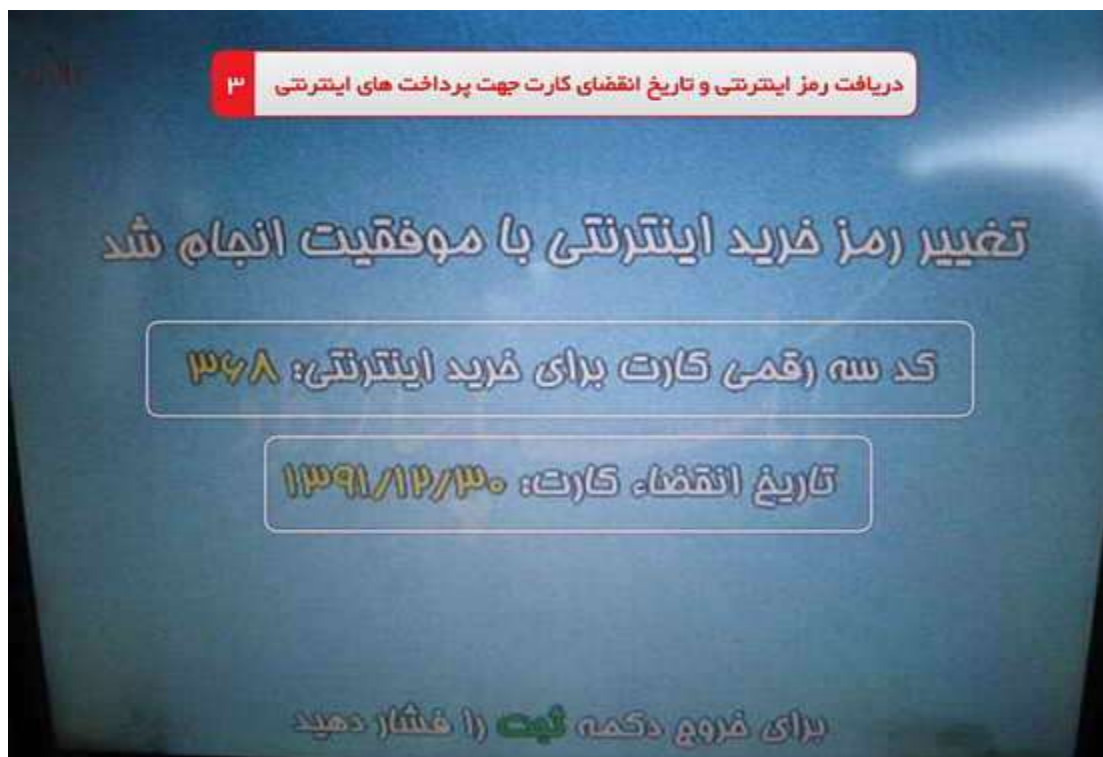 دریافت رمز اینترنتی و تاریخ انقضای کارت جهت پرداخت های اینترنتی ۳
تغییر رمز خرید اینترنتی با موفقیت انجام شد
کد سه رقمی کارت برای خرید اینترنتی: ۳۶۸
تاریخ انقضاء کارت: ۱۳۹۱/۱۲/۳۰
برای خروج دکمه ثبت را فشار دهید